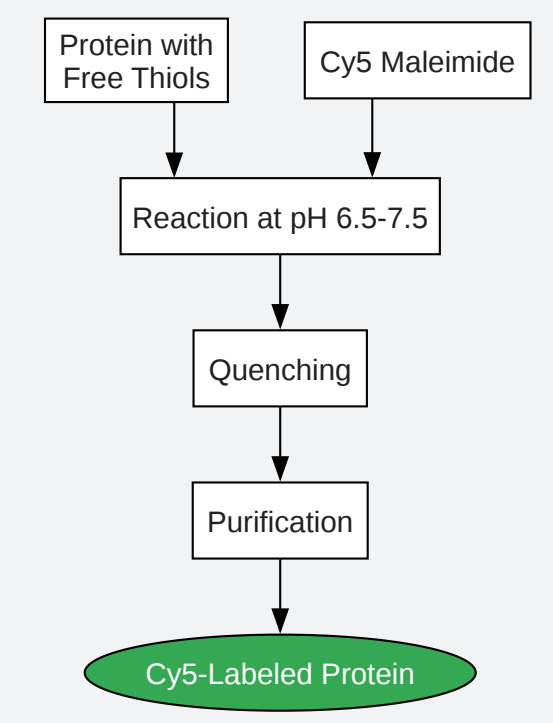 Protein with
Free Thiols
Cy5 Maleimide
Reaction at pH 6.5-7.5
Quenching
Purification
Cy5-Labeled Protein